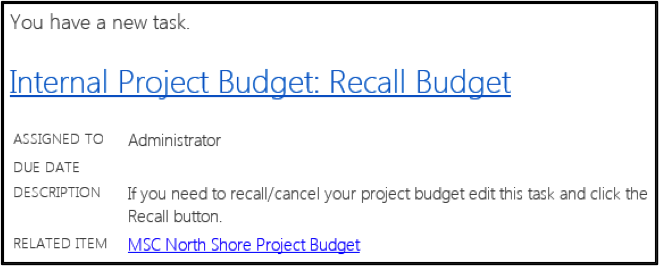 You have a new task.
Internal Project Budget: Recall Budget
ASSIGNED TO Administrator
DUE DATE
DESCRIPTION If you need to recall/cancel your project budget edit this task and click the
Recall button.
RELATED ITEM MSC North Shore Project Budget